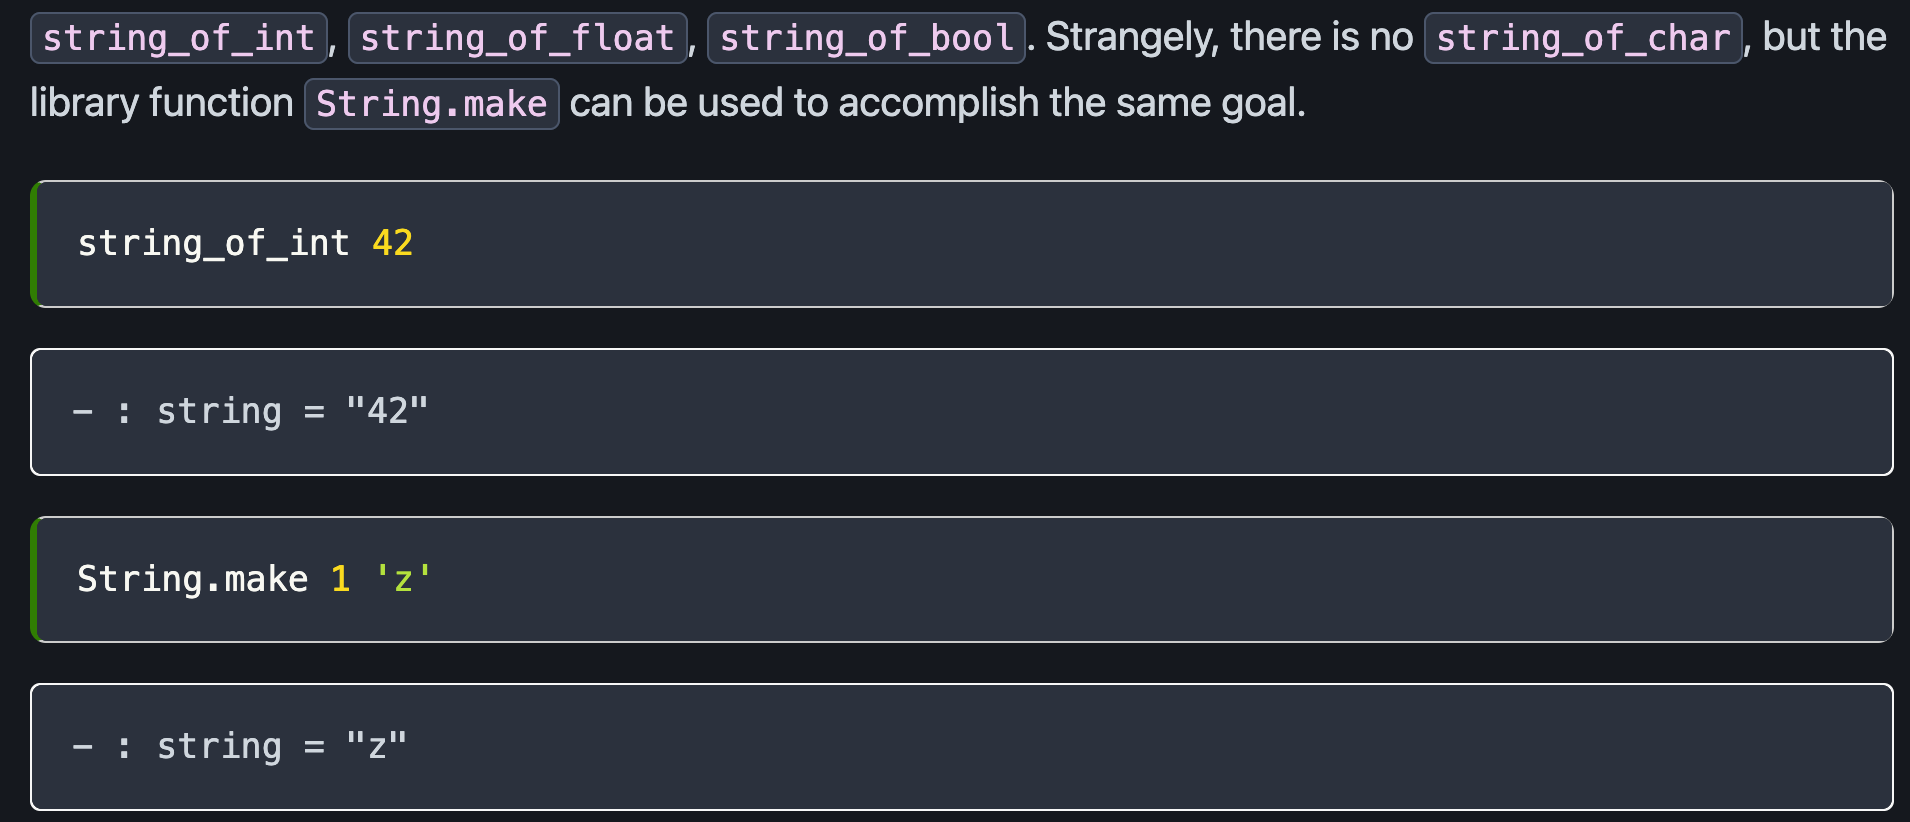 string_of_int, string_of_float, string_of_bool. Strangely, there is no string_of_char, but the
library function String.make can be used to accomplish the same goal.
string_of_int 42
- : string = "42"
String.make 1 'z'
- : string = "z"